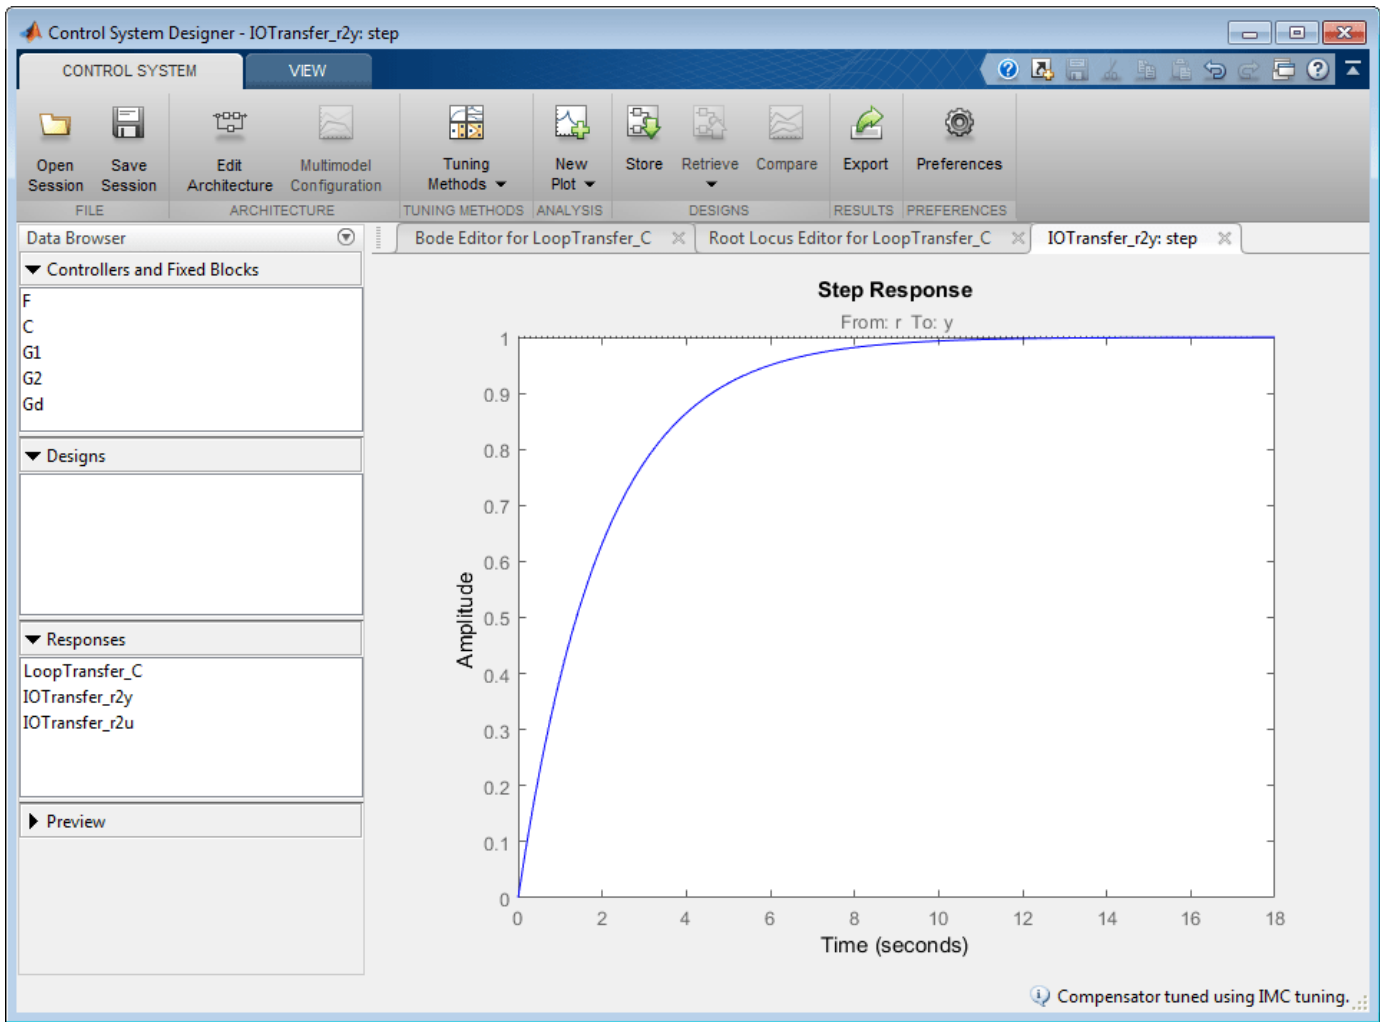 Control System Designer - IOTransfer_r2y: step
CONTROL SYSTEM
VIEW
Open Session
Save Session
Edit Architecture
Multimodel Configuration
Tuning Methods
New Plot
Store
Retrieve
Compare
Export
Preferences
FILE
ARCHITECTURE
TUNING METHODS
ANALYSIS
DESIGNS
RESULTS
PREFERENCES
Data Browser
Controllers and Fixed Blocks
F
C
G1
G2
Gd
Designs
Responses
LoopTransfer_C
IOTransfer_r2y
IOTransfer_r2u
Preview
Bode Editor for LoopTransfer_C
Root Locus Editor for LoopTransfer_C
IOTransfer_r2y: step
Step Response
From: r To: y
1
0.9
0.8
0.7
0.6
0.5
0.4
0.3
0.2
0.1
0
Amplitude
0 2 4 6 8 10 12 14 16 18
Time (seconds)
Compensator tuned using IMC tuning.